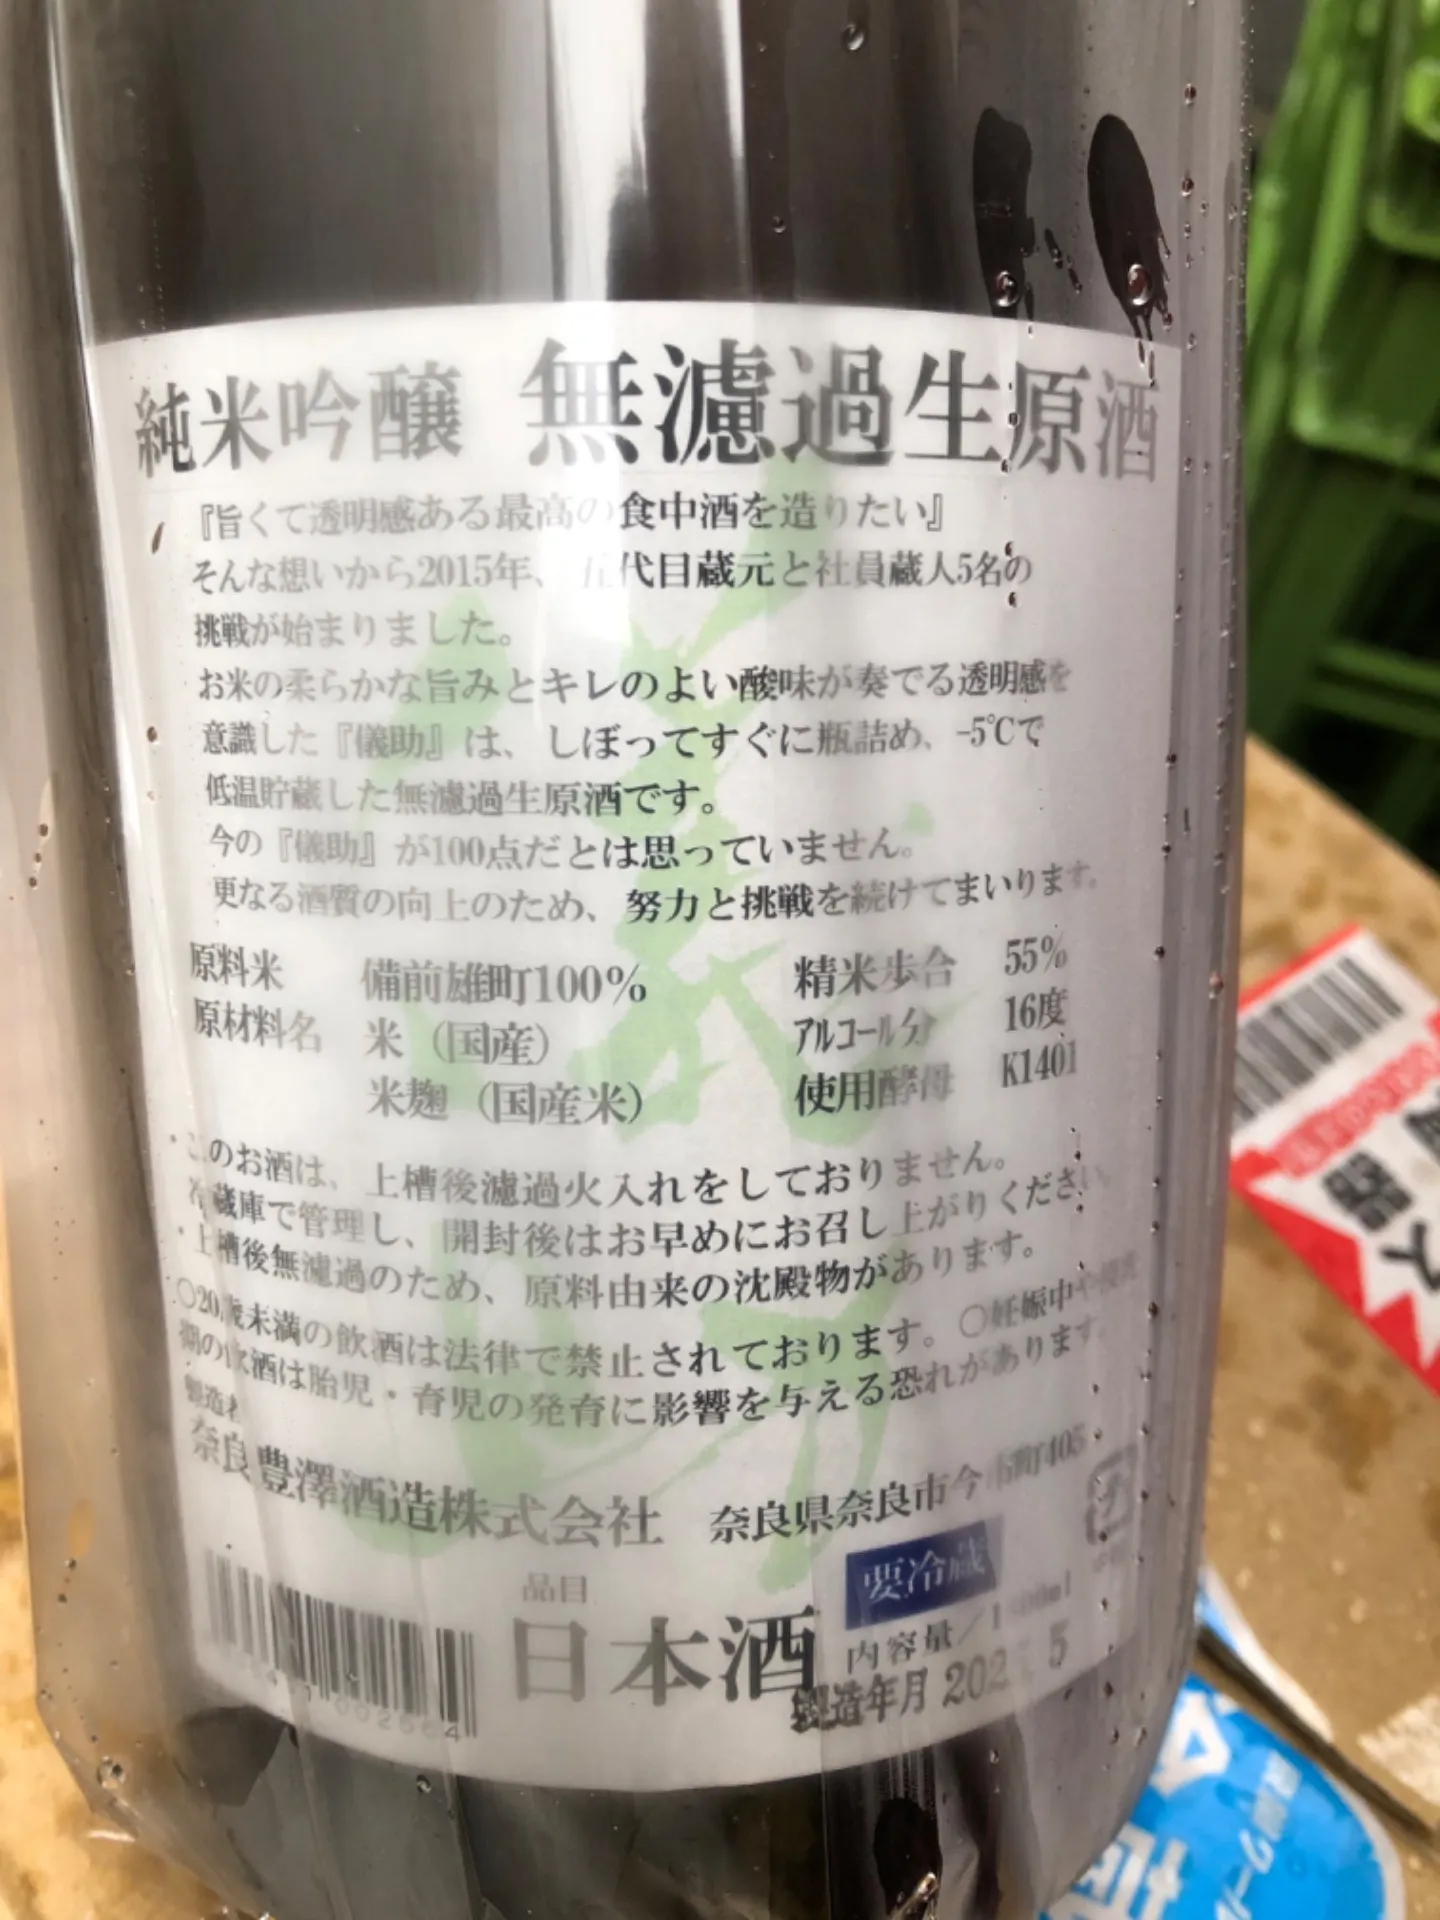 純米吟醸 無濾過生原酒
『旨くて透明感ある最高の食中酒を造りたい』
そんな想いから2015年、五代目蔵元と社員蔵人5名の
挑戦が始まりました。
お米の柔らかな旨みとキレのよい酸味が奏でる透明感を
意識した『儀助』は、しぼってすぐに瓶詰め、-5℃で
低温貯蔵した無濾過生原酒です。
今の『儀助』が100点だとは思っていません。
更なる酒質の向上のため、努力と挑戦を続けてまいります。
原料米 備前雄町100% 精米歩合 55%
原材料名 米（国産） アルコール分 16度
米麹（国産米） 使用酵母 K1401
・このお酒は、上槽後濾過火入れをしておりません。
冷蔵庫で管理し、開封後はお早めにお召し上がりください
・上槽後無濾過のため、原料由来の沈殿物があります。
○20歳未満の飲酒は法律で禁止されております。○妊娠中や授乳
期の飲酒は胎児・育児の発育に影響を与える恐れがあります。
製造者
奈良豊澤酒造株式会社 奈良県奈良市今市町405
要冷蔵
品目
日本酒
内容量／
製造年月 202 5